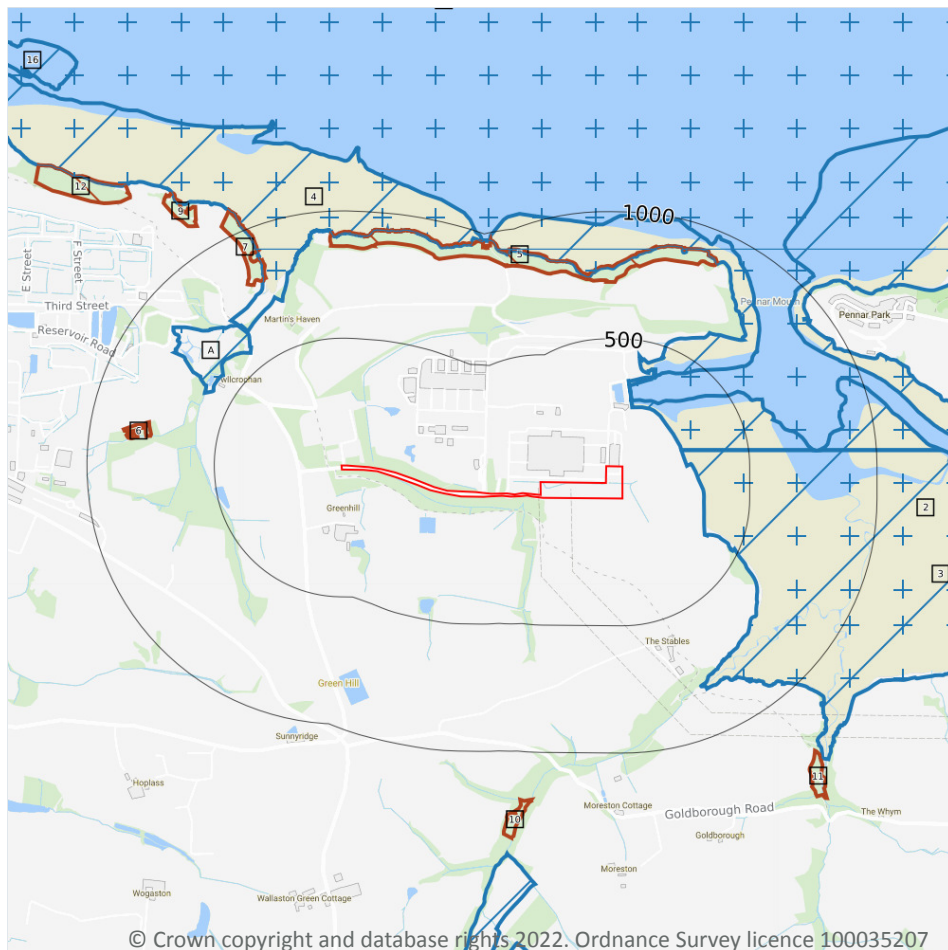 16
12
9
4
1000
7
5
E Street
F Street
Third Street
Pennar Mouth
Pennar Park
Martin's Haven
Reservoir Road
500
A
6
Greenhill
2
3
The Stables
Green Hill
Sunnyridge
Hoplass
11
Moreston Cottage
Goldborough Road
The Whym
10
Goldborough
Moreston
Wogaston
Wallaston Green Cottage
© Crown copyright and database rights 2022. Ordnance Survey licence 100035207